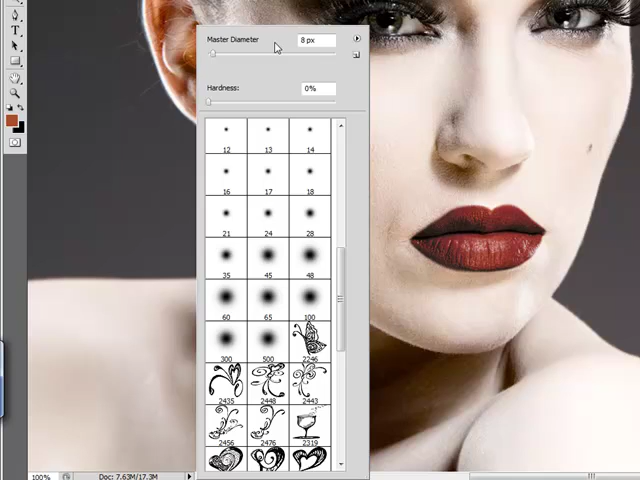 Master Diameter 8 px
Hardness: 0%
12 13 14
16 17 18
21 24 28
35 45 48
60 65 100
300 500 2246
2435 2448 2443
2456 2476 2319
T
100% Doc: 7.63M/17.3M